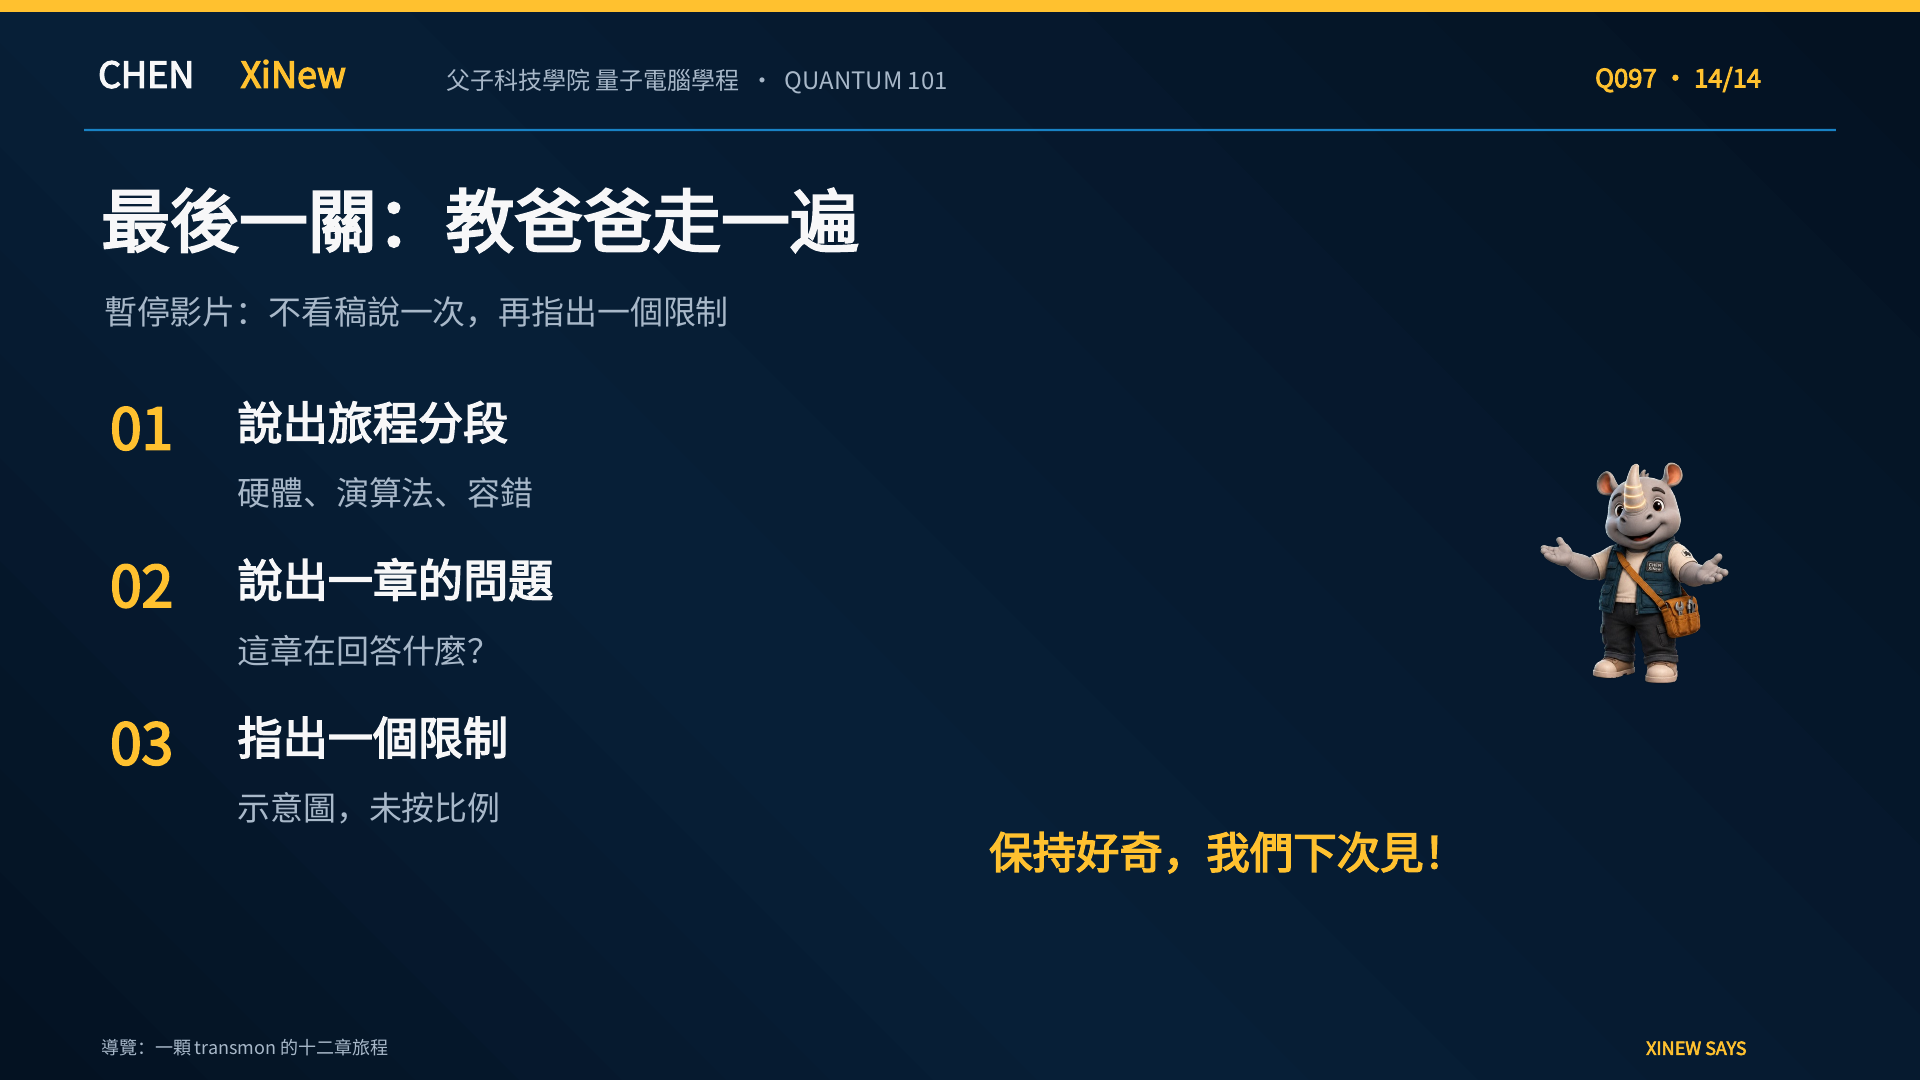 CHEN XiNew 父子科技學院 量子電腦學程 · QUANTUM 101 Q097 · 14/14
最後一關：教爸爸走一遍
暫停影片：不看稿說一次，再指出一個限制
01 說出旅程分段
硬體、演算法、容錯
02 說出一章的問題
這章在回答什麼？
03 指出一個限制
示意圖，未按比例
保持好奇，我們下次見！
導覽：一顆 transmon 的十二章旅程 XINEW SAYS